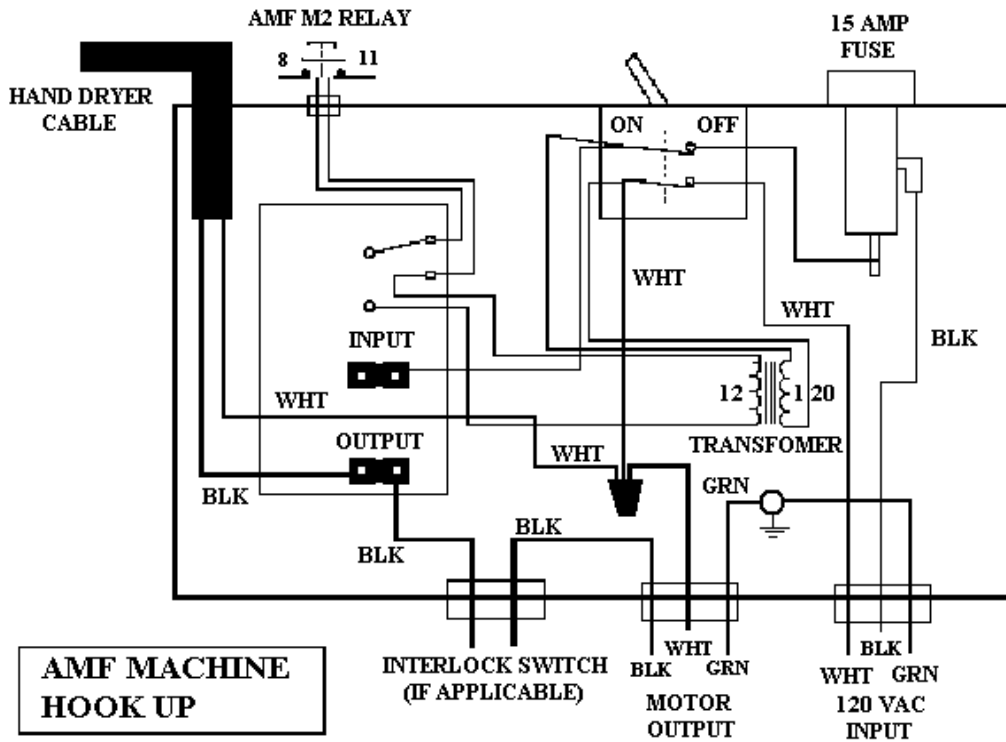 AMF M2 RELAY
8 11
15 AMP
FUSE
HAND DRYER
CABLE
ON OFF
WHT
WHT
BLK
INPUT
WHT
12 120
TRANSFOMER
OUTPUT
WHT
BLK
GRN
BLK
BLK
AMF MACHINE
HOOK UP
INTERLOCK SWITCH
(IF APPLICABLE)
BLK WHT GRN
MOTOR
OUTPUT
WHT BLK GRN
120 VAC
INPUT